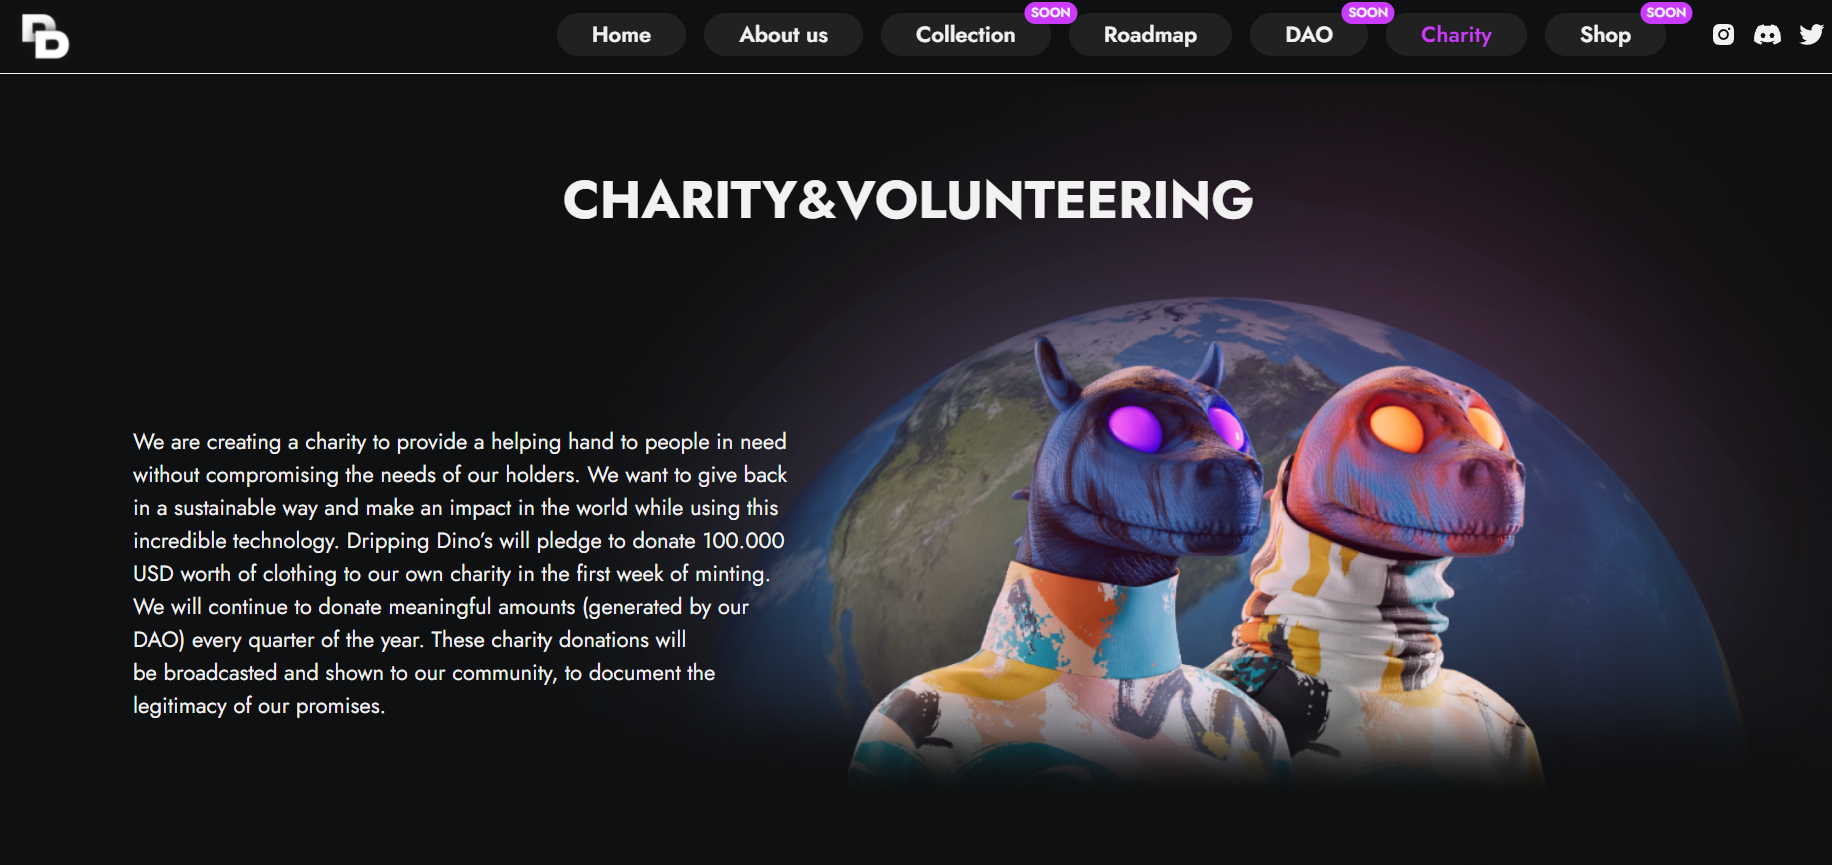 SOON SOON SOON
Home About us Collection Roadmap DAO Charity Shop
CHARITY&VOLUNTEERING
We are creating a charity to provide a helping hand to people in need
without compromising the needs of our holders. We want to give back
in a sustainable way and make an impact in the world while using this
incredible technology. Dripping Dino’s will pledge to donate 100.000
USD worth of clothing to our own charity in the first week of minting.
We will continue to donate meaningful amounts (generated by our
DAO) every quarter of the year. These charity donations will
be broadcasted and shown to our community, to document the
legitimacy of our promises.